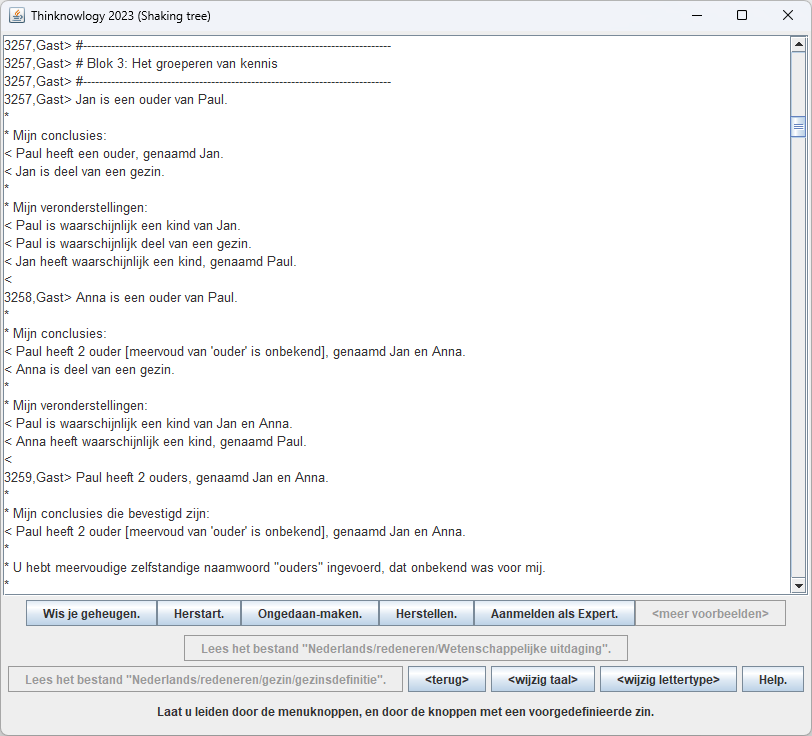 Thinknowlogy 2023 (Shaking tree)
3257,Gast> #-----------------------------------------------------------------------------
3257,Gast> # Blok 3: Het groeperen van kennis
3257,Gast> #-----------------------------------------------------------------------------
3257,Gast> Jan is een ouder van Paul.
*
* Mijn conclusies:
< Paul heeft een ouder, genaamd Jan.
< Jan is deel van een gezin.
*
* Mijn veronderstellingen:
< Paul is waarschijnlijk een kind van Jan.
< Paul is waarschijnlijk deel van een gezin.
< Jan heeft waarschijnlijk een kind, genaamd Paul.
<
3258,Gast> Anna is een ouder van Paul.
*
* Mijn conclusies:
< Paul heeft 2 ouder [meervoud van 'ouder' is onbekend], genaamd Jan en Anna.
< Anna is deel van een gezin.
*
* Mijn veronderstellingen:
< Paul is waarschijnlijk een kind van Jan en Anna.
< Anna heeft waarschijnlijk een kind, genaamd Paul.
<
3259,Gast> Paul heeft 2 ouders, genaamd Jan en Anna.
*
* Mijn conclusies die bevestigd zijn:
< Paul heeft 2 ouder [meervoud van 'ouder' is onbekend], genaamd Jan en Anna.
*
* U hebt meervoudige zelfstandige naamwoord "ouders" ingevoerd, dat onbekend was voor mij.
*
Wis je geheugen. Herstart. Ongedaan-maken. Herstellen. Aanmelden als Expert. <meer voorbeelden>
Lees het bestand "Nederlands/redeneren/Wetenschappelijke uitdaging".
Lees het bestand "Nederlands/redeneren/gezin/gezinsdefinitie". <terug> <wijzig taal> <wijzig lettertype> Help.
Laat u leiden door de menuknoppen, en door de knoppen met een voorgedefinieerde zin.